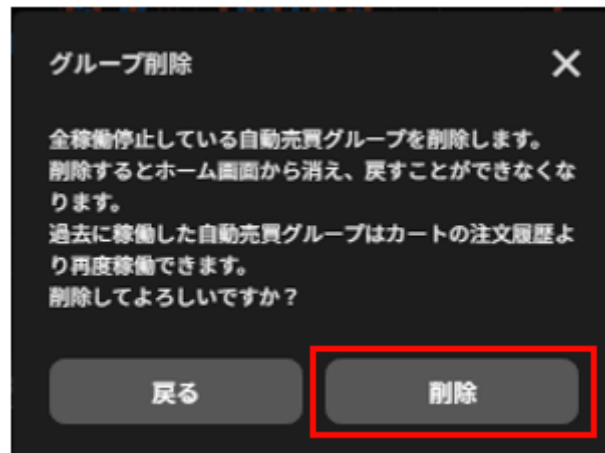 グループ削除
全稼働停止している自動売買グループを削除します。
削除するとホーム画面から消え、戻すことができなくな
ります。
過去に稼働した自動売買グループはカートの注文履歴よ
り再度稼働できます。
削除してよろしいですか？
戻る
削除